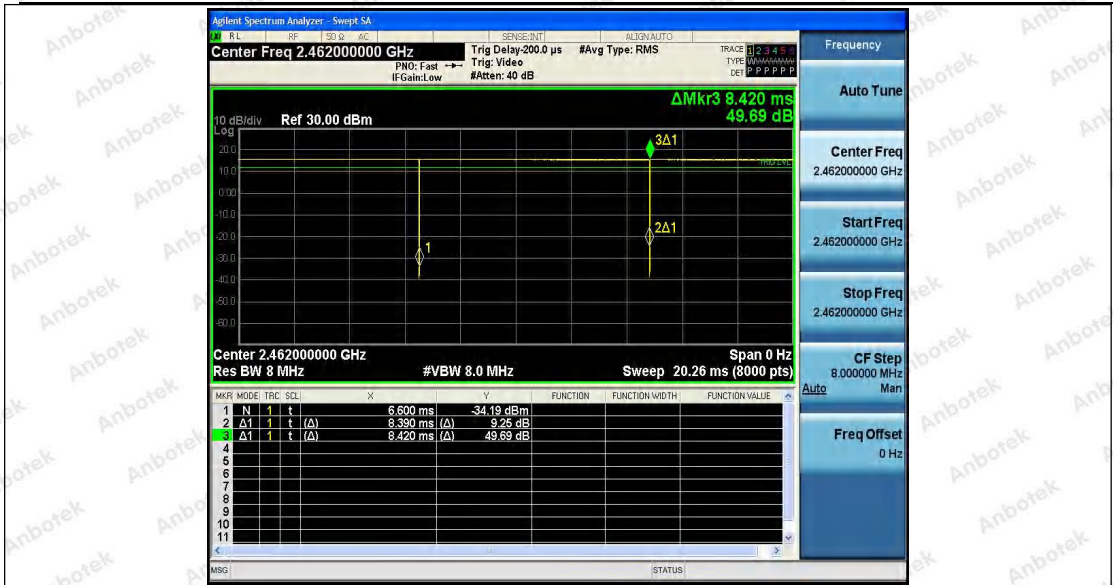 Agilent Spectrum Analyzer - Swept SA
RL RF 50 Ω AC SENSE:INT ALIGNAUTO
Center Freq 2.462000000 GHz
PNO: Fast
IFGain:Low
Trig Delay-200.0 µs #Avg Type: RMS
Trig: Video
#Atten: 40 dB
TRACE 1 2 3 4 5 6
TYPE
DET P P P P P P
ΔMkr3 8.420 ms
49.69 dB
10 dB/div Ref 30.00 dBm
Log
20.0
10.0
0.00
-10.0
-20.0
-30.0
-40.0
-50.0
-60.0
3Δ1
TRIG LVL
2Δ1
1
Center 2.462000000 GHz Span 0 Hz
Res BW 8 MHz #VBW 8.0 MHz Sweep 20.26 ms (8000 pts)
MKR MODE TRC SCL X Y FUNCTION FUNCTION WIDTH FUNCTION VALUE
1 N 1 t 6.600 ms -34.19 dBm
2 Δ1 1 t (Δ) 8.390 ms (Δ) 9.25 dB
3 Δ1 1 t (Δ) 8.420 ms (Δ) 49.69 dB
4
5
6
7
8
9
10
11
MSG STATUS
Frequency
Auto Tune
Center Freq
2.462000000 GHz
Start Freq
2.462000000 GHz
Stop Freq
2.462000000 GHz
CF Step
8.000000 MHz
Auto Man
Freq Offset
0 Hz
Anbotek